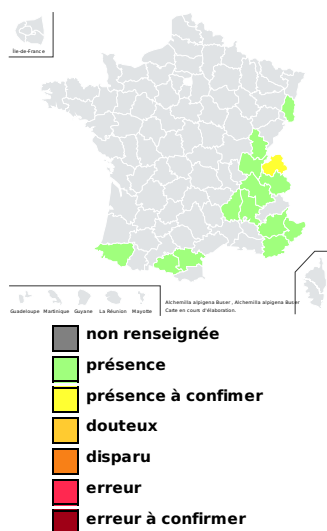 Île-de-France
Guadeloupe Martinique Guyane La Réunion Mayotte
Alchemilla alpigena Buser , Alchemilla alpigena Buser
Carte en cours d'élaboration.
non renseignée
présence
présence à confimer
douteux
disparu
erreur
erreur à confirmer